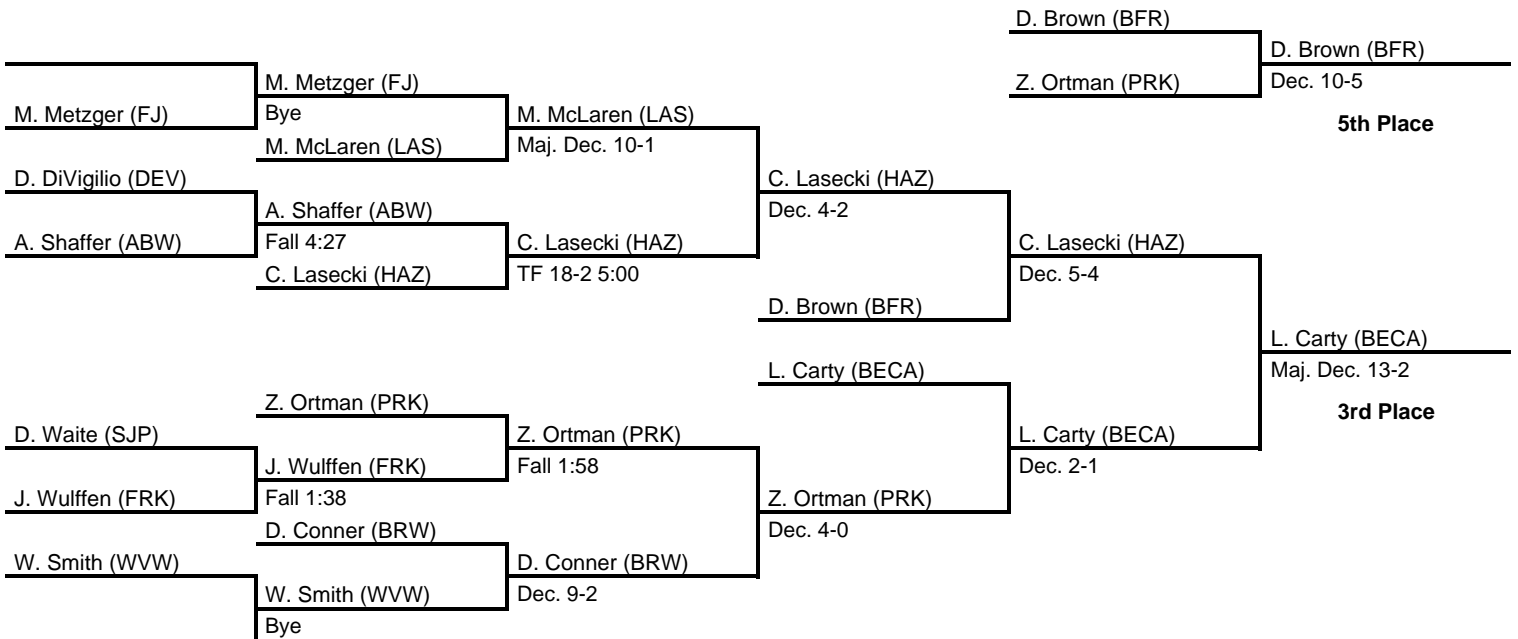 D. Brown (BFR)
D. Brown (BFR)
M. Metzger (FJ)
Z. Ortman (PRK)
Dec. 10-5
M. Metzger (FJ)
Bye
M. McLaren (LAS)
5th Place
M. McLaren (LAS)
Maj. Dec. 10-1
D. DiVigilio (DEV)
C. Lasecki (HAZ)
A. Shaffer (ABW)
Dec. 4-2
A. Shaffer (ABW)
Fall 4:27
C. Lasecki (HAZ)
C. Lasecki (HAZ)
C. Lasecki (HAZ)
TF 18-2 5:00
Dec. 5-4
D. Brown (BFR)
L. Carty (BECA)
L. Carty (BECA)
Maj. Dec. 13-2
Z. Ortman (PRK)
3rd Place
D. Waite (SJP)
Z. Ortman (PRK)
L. Carty (BECA)
J. Wulffen (FRK)
Fall 1:58
Dec. 2-1
J. Wulffen (FRK)
Fall 1:38
Z. Ortman (PRK)
D. Conner (BRW)
Dec. 4-0
W. Smith (WVW)
D. Conner (BRW)
W. Smith (WVW)
Dec. 9-2
Bye